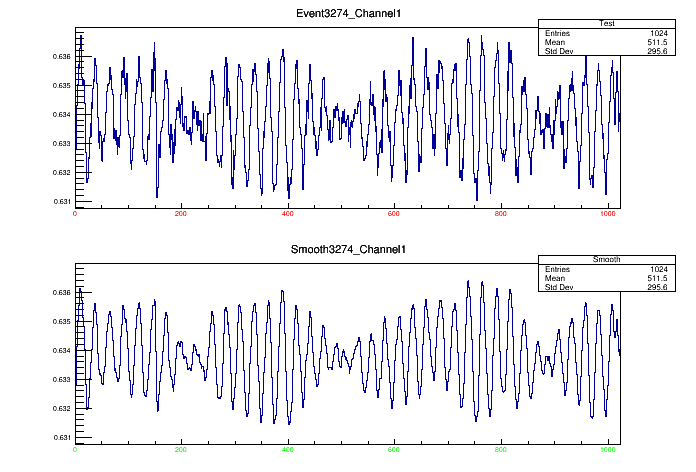 Event3274_Channel1
Test
Entries 1024
Mean 511.5
Std Dev 295.6
0.636
0.635
0.634
0.633
0.632
0.631
0 200 400 600 800 1000
Smooth3274_Channel1
Smooth
Entries 1024
Mean 511.5
Std Dev 295.6
0.636
0.635
0.634
0.633
0.632
0.631
0 200 400 600 800 1000